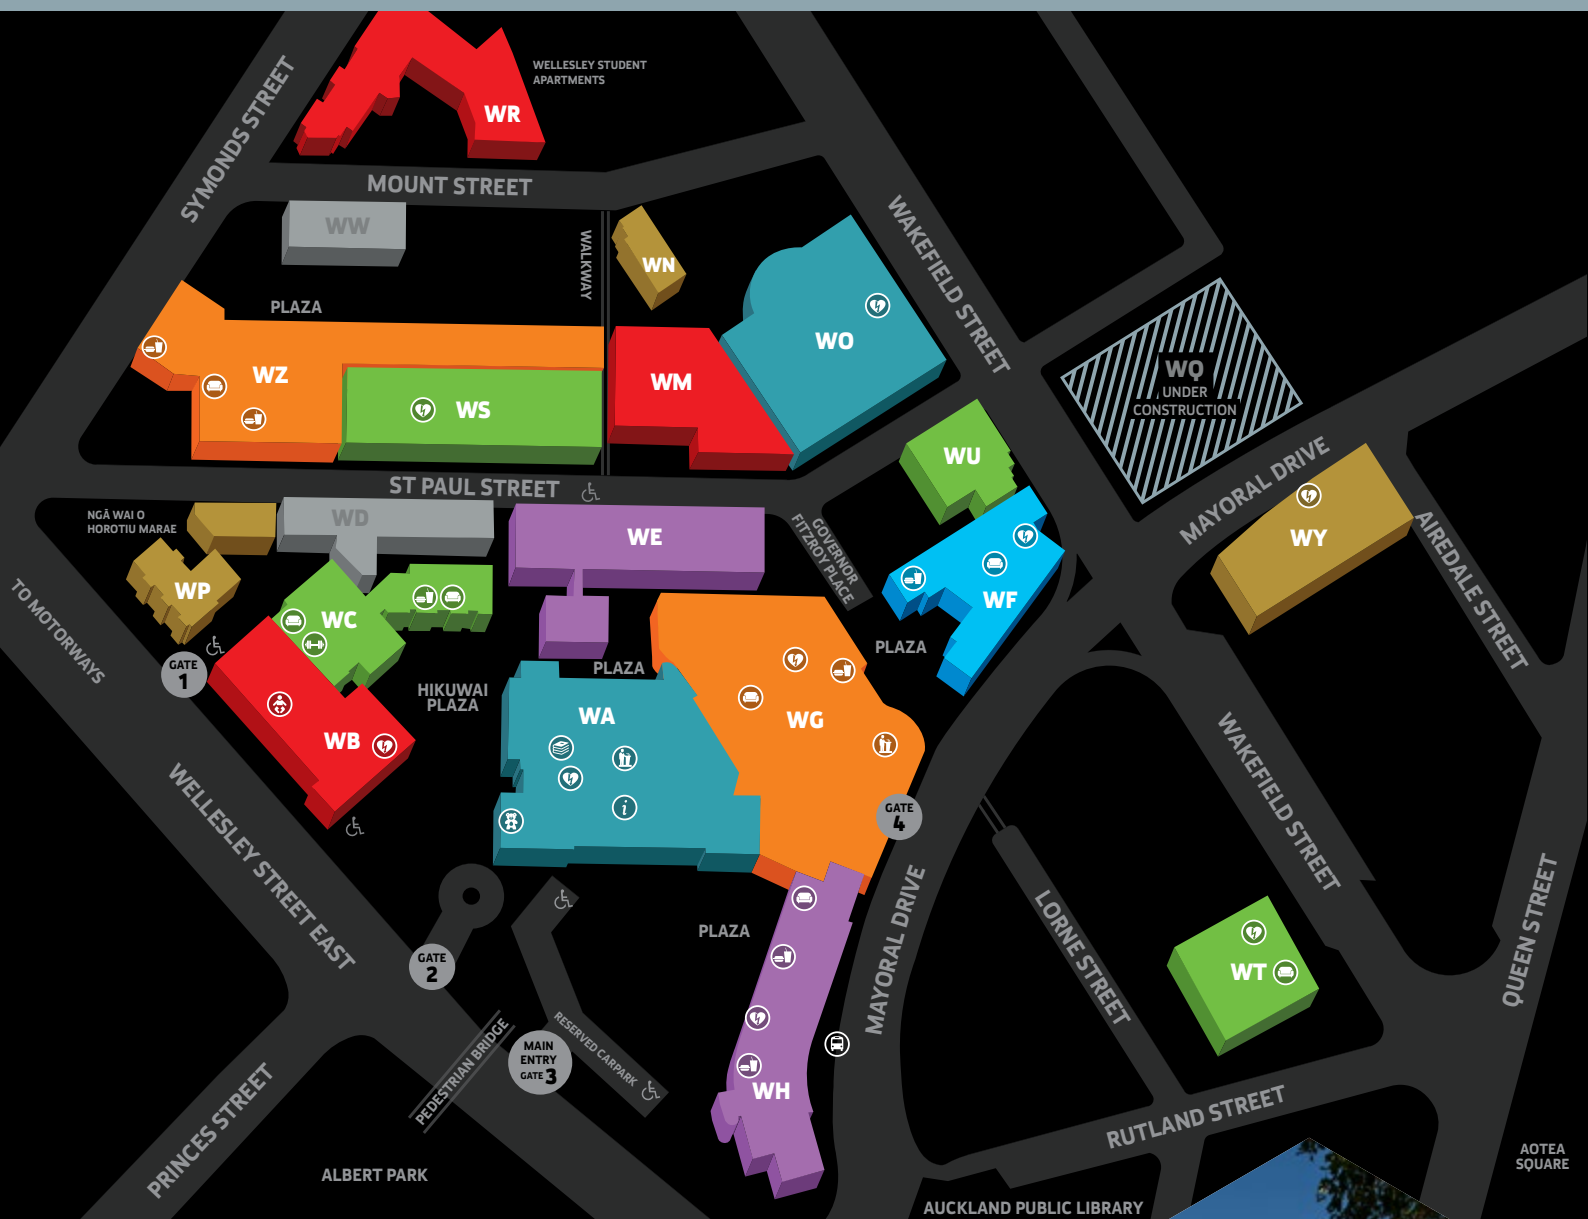 WELLESLEY STUDENT
APARTMENTS
WR
SYMONDS STREET
MOUNT STREET
WW
WALKWAY
WN
WAKEFIELD STREET
PLAZA
WO
WZ
WM
WS
WQ
UNDER
CONSTRUCTION
WU
MAYORAL DRIVE
ST PAUL STREET
NGĀ WAI O
HOROTIU MARAE
WD
WE
GOVERNOR
FITZROY PLACE
WY
AIREDALE STREET
WP
WC
WF
TO MOTORWAYS
GATE
1
PLAZA
PLAZA
HIKUWAI
PLAZA
WA
WG
WB
WAKEFIELD STREET
WELLESLEY STREET EAST
GATE
4
MAYORAL DRIVE
LORNE STREET
QUEEN STREET
PLAZA
GATE
2
WT
i
RESERVED CARPARK
PEDESTRIAN BRIDGE
MAIN
ENTRY
GATE 3
WH
PRINCES STREET
RUTLAND STREET
ALBERT PARK
AOTEA
SQUARE
AUCKLAND PUBLIC LIBRARY